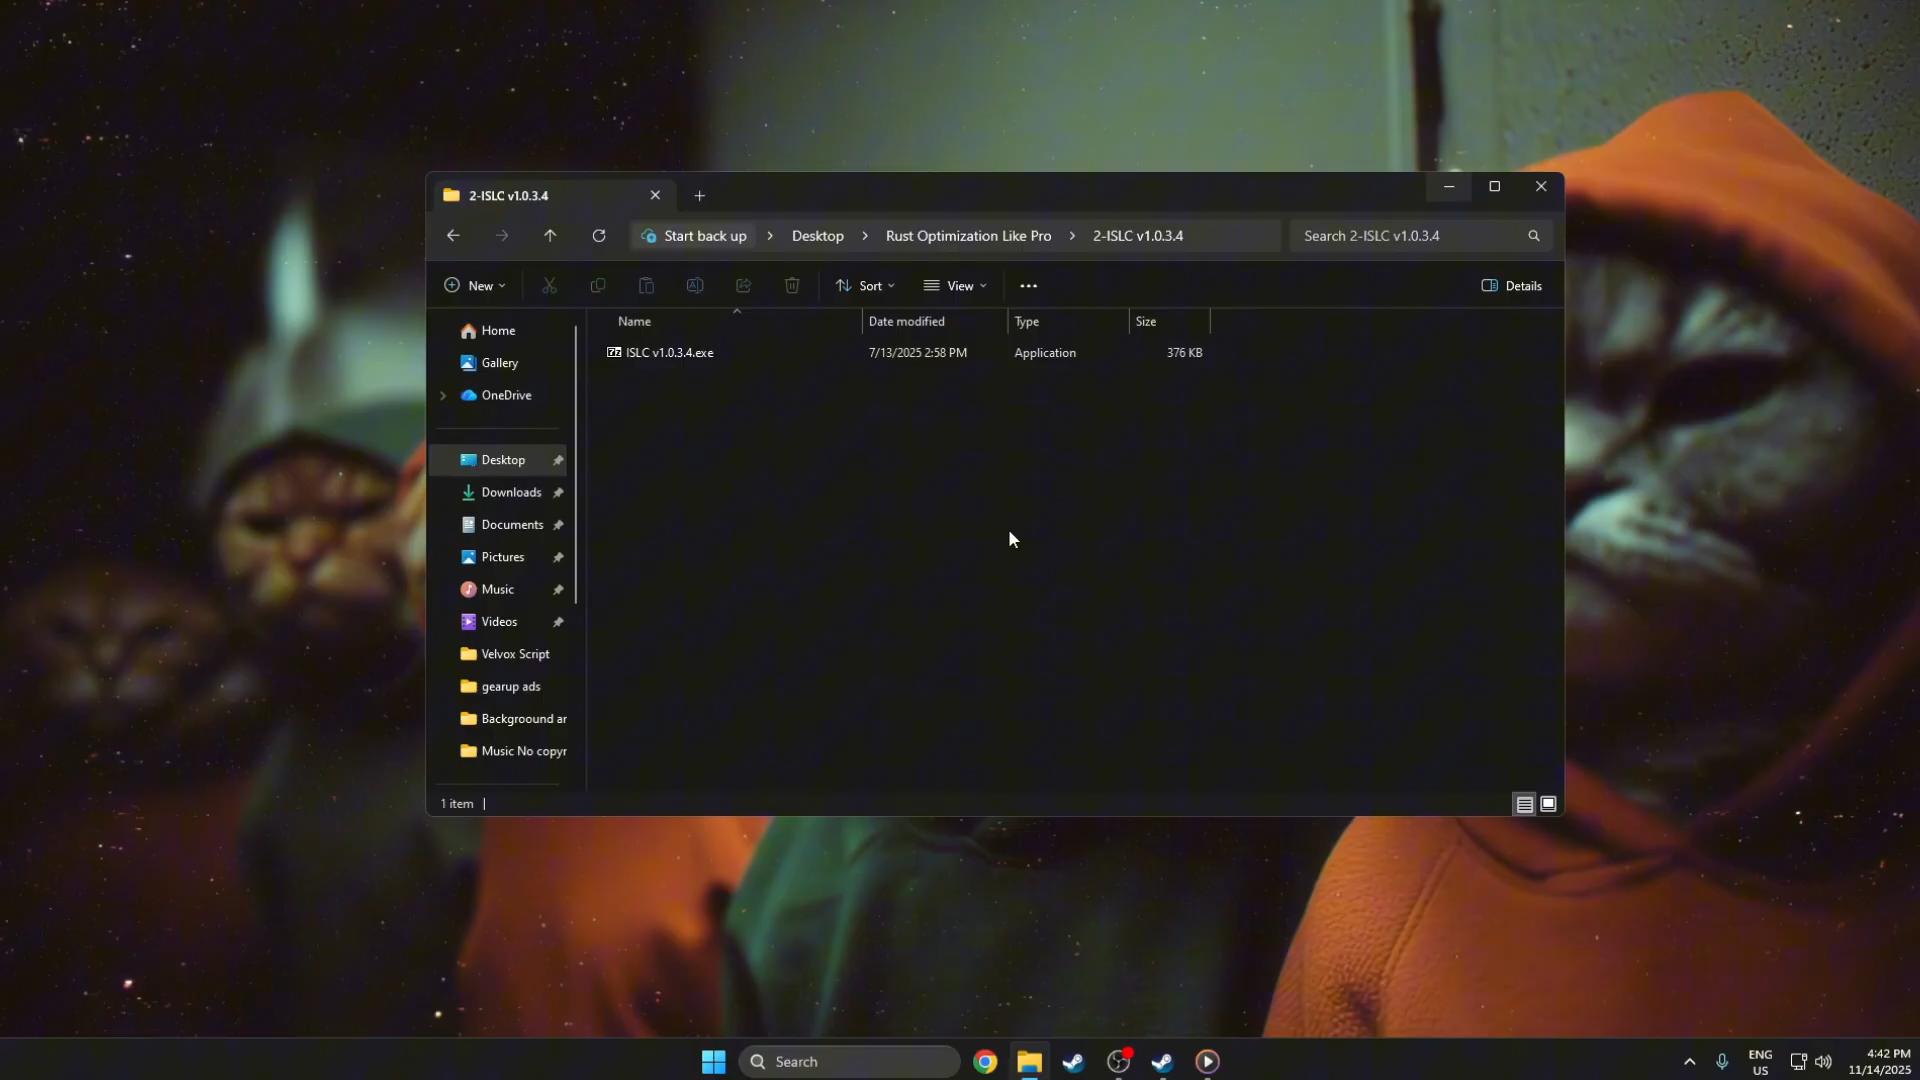 2-ISLC v1.0.3.4
Start back up
Desktop
Rust Optimization Like Pro
2-ISLC v1.0.3.4
Search 2-ISLC v1.0.3.4
New
Sort
View
Details
Name
Date modified
Type
Size
ISLC v1.0.3.4.exe
7/13/2025 2:58 PM
Application
376 KB
Home
Gallery
OneDrive
Desktop
Downloads
Documents
Pictures
Music
Videos
Velvox Script
gearup ads
Backgroound ar
Music No copyr
1 item
Search
ENG
US
4:42 PM
11/14/2025